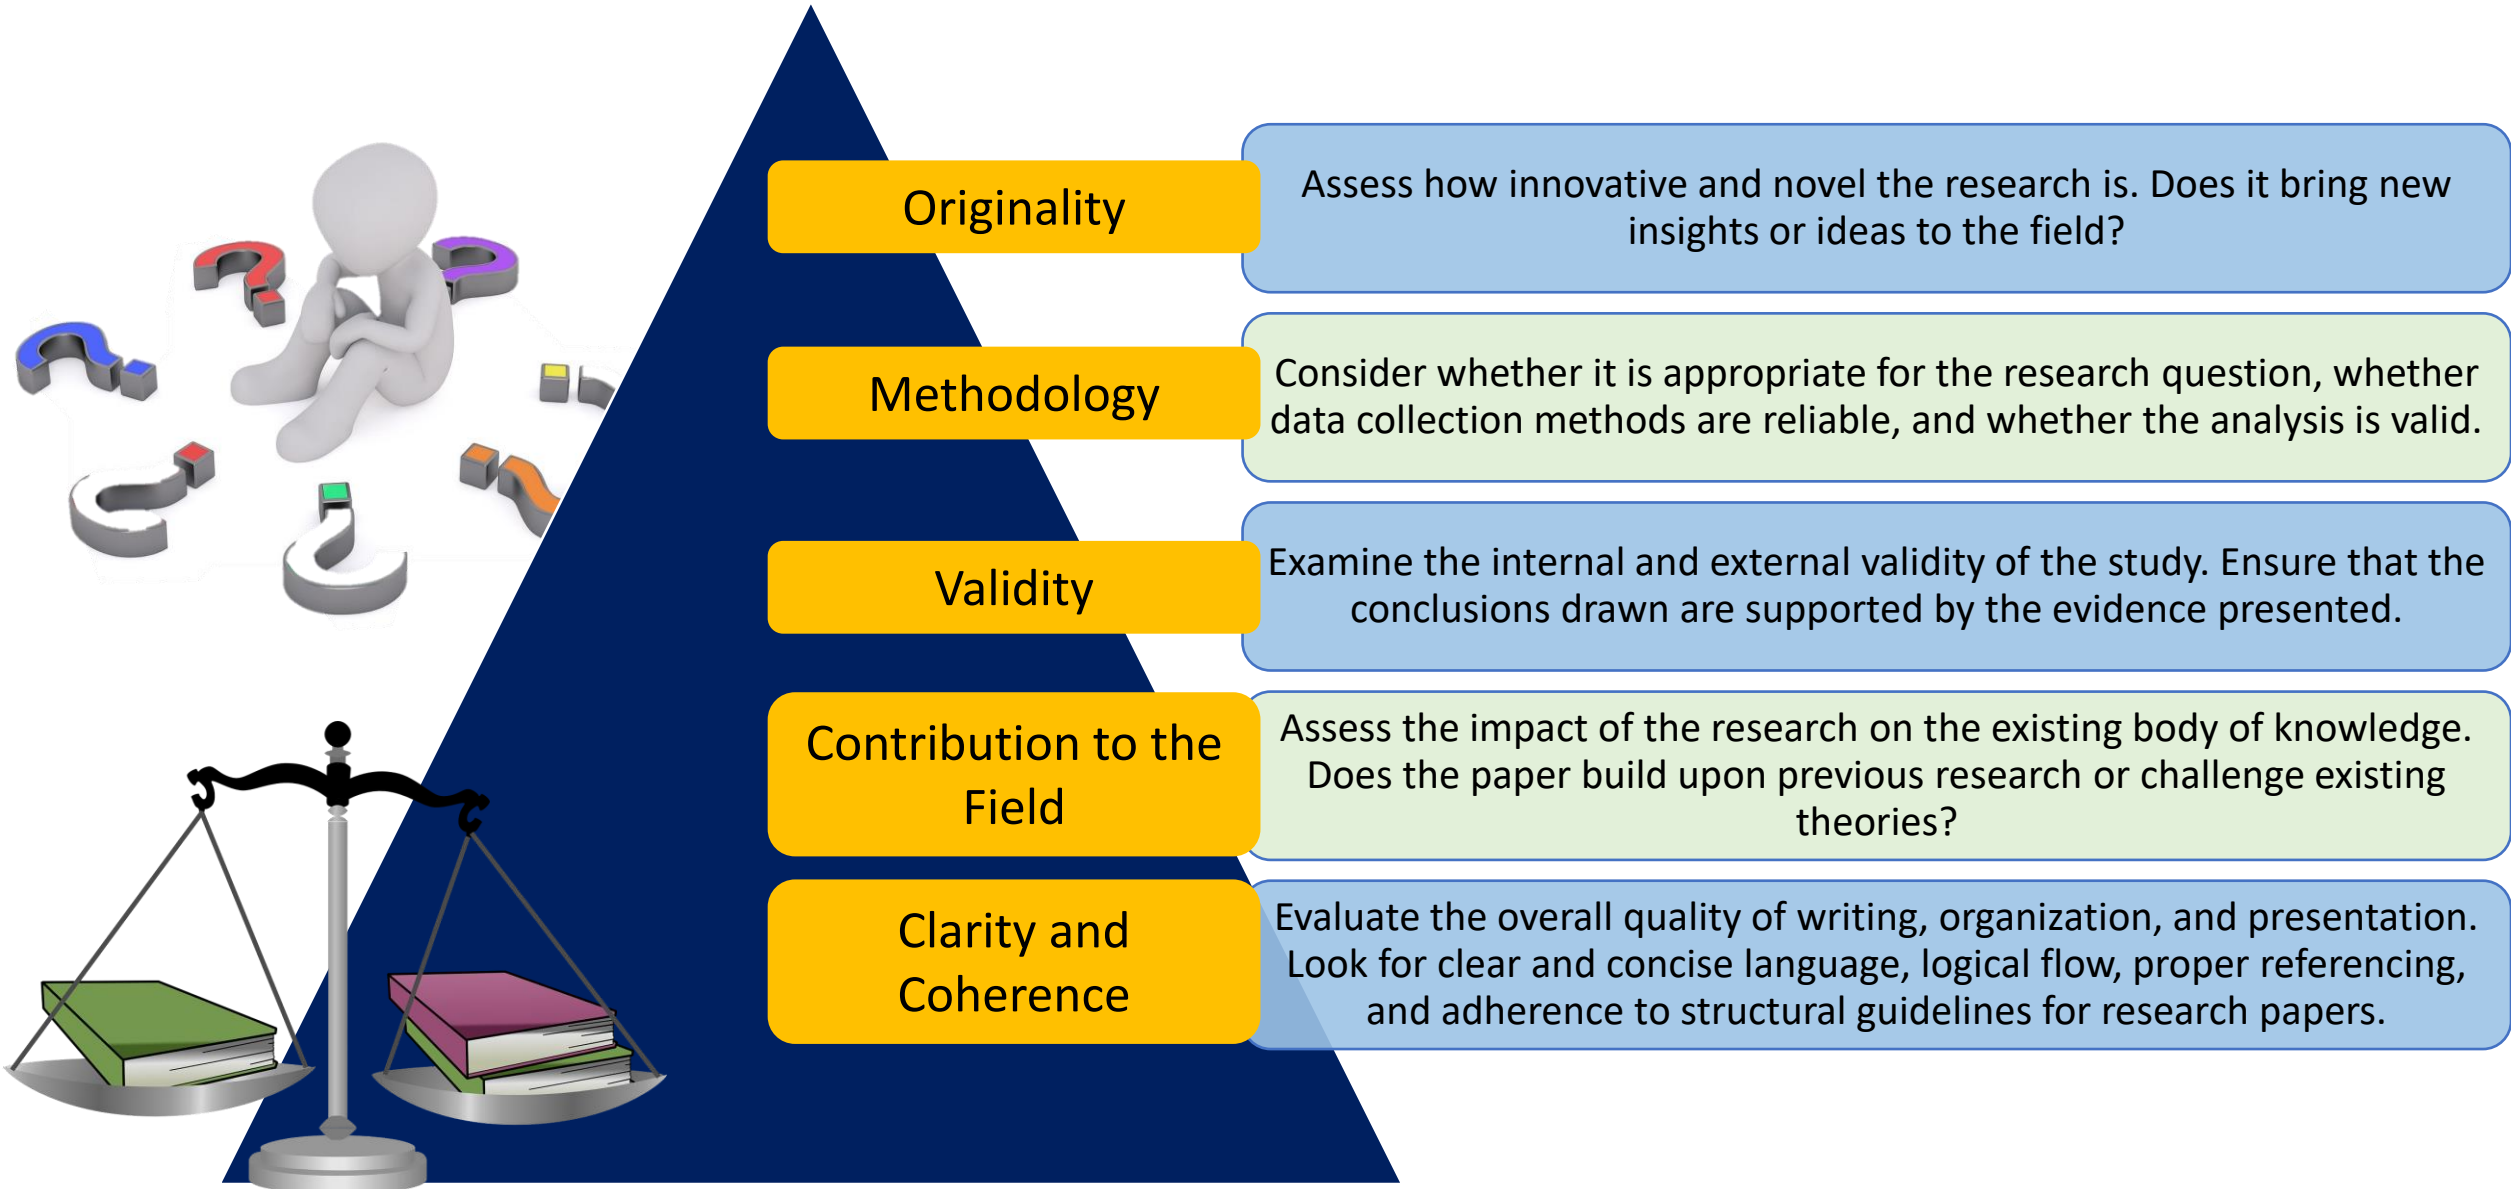 Originality
Assess how innovative and novel the research is. Does it bring new
insights or ideas to the field?
Methodology
Consider whether it is appropriate for the research question, whether
data collection methods are reliable, and whether the analysis is valid.
Validity
Examine the internal and external validity of the study. Ensure that the
conclusions drawn are supported by the evidence presented.
Contribution to the
Field
Assess the impact of the research on the existing body of knowledge.
Does the paper build upon previous research or challenge existing
theories?
Clarity and
Coherence
Evaluate the overall quality of writing, organization, and presentation.
Look for clear and concise language, logical flow, proper referencing,
and adherence to structural guidelines for research papers.